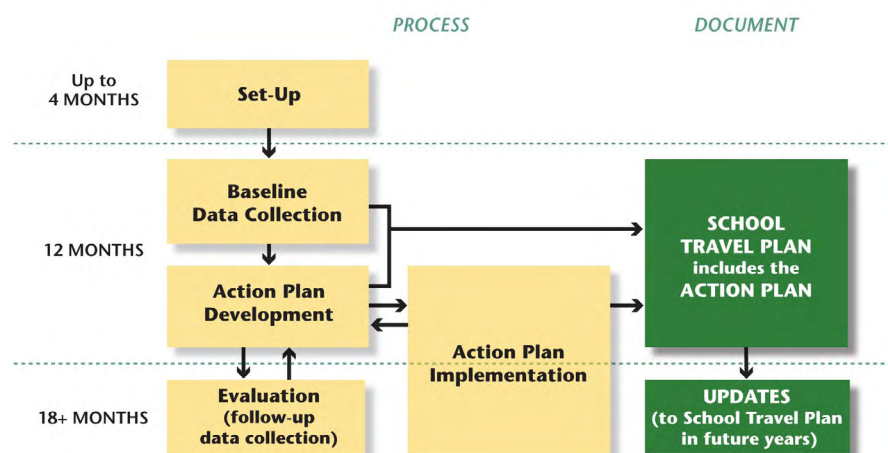 PROCESS
DOCUMENT
Up to
4 MONTHS
Set-Up
12 MONTHS
Baseline
Data Collection
Action Plan
Development
Action Plan
Implementation
SCHOOL
TRAVEL PLAN
includes the
ACTION PLAN
18+ MONTHS
Evaluation
(follow-up
data collection)
UPDATES
(to School Travel Plan
in future years)